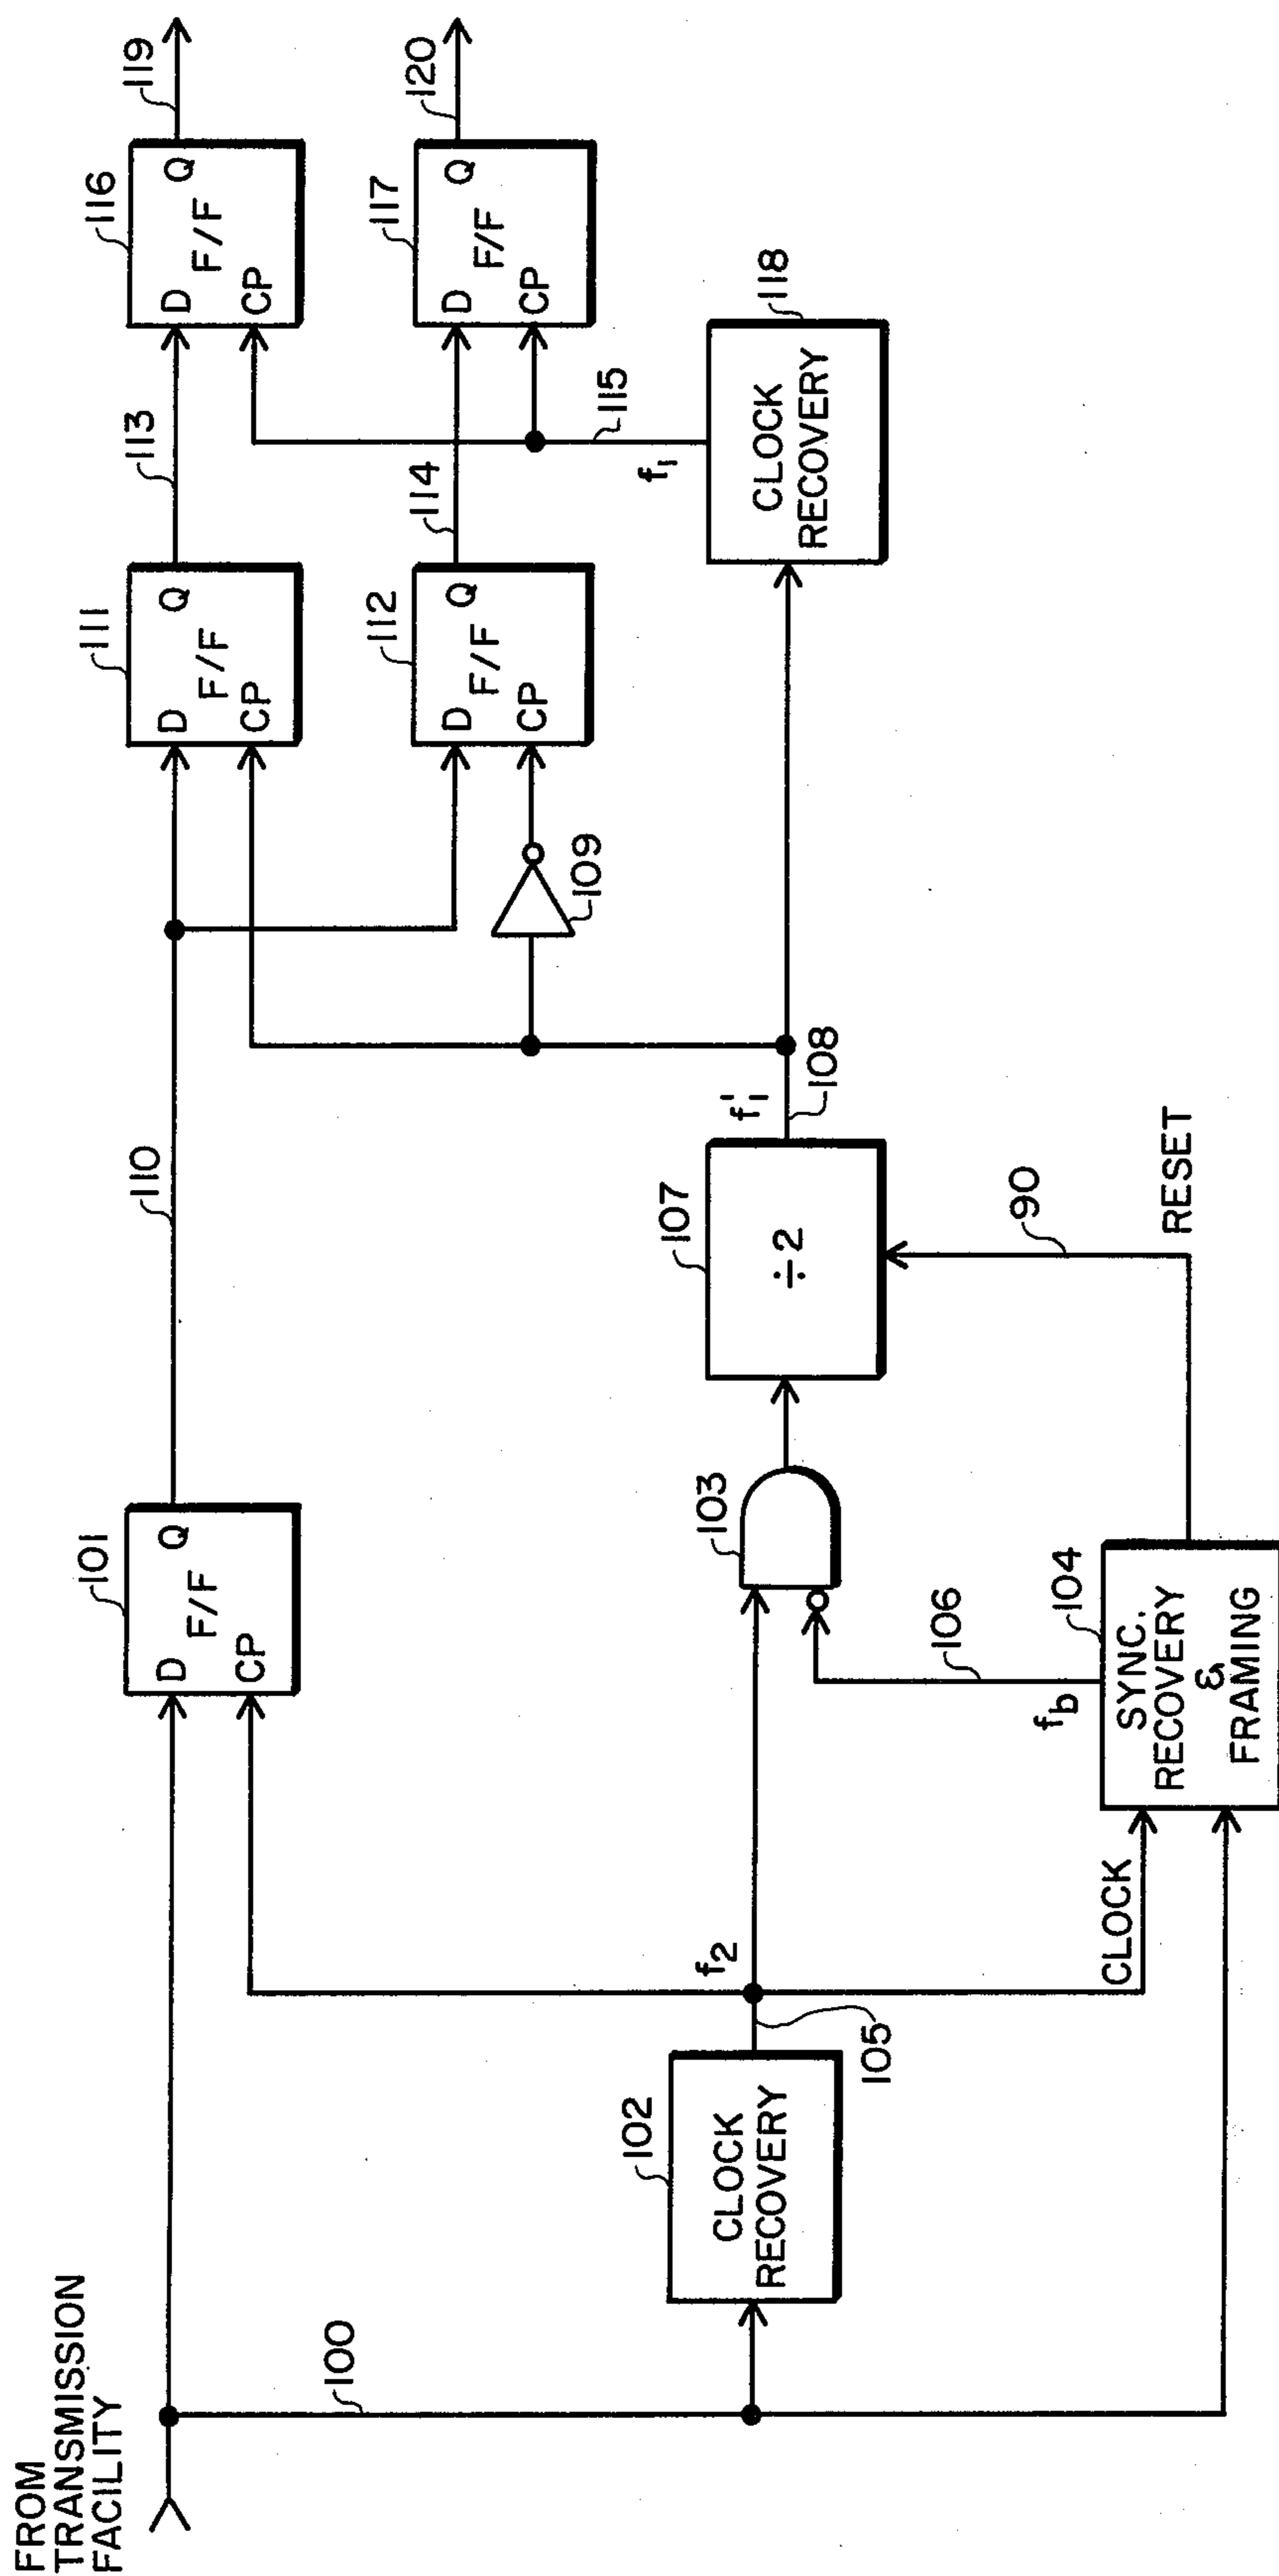 FROM
TRANSMISSION
FACILITY
100
101
D Q
F/F
CP
110
111
D Q
F/F
CP
113
116
D Q
F/F
CP
119
112
D Q
F/F
CP
114
117
D Q
F/F
CP
120
109
102
CLOCK
RECOVERY
105
f2
103
107
÷2
f1'
108
f1
115
118
CLOCK
RECOVERY
CLOCK
fb
106
104
SYNC.
RECOVERY
&
FRAMING
90
RESET